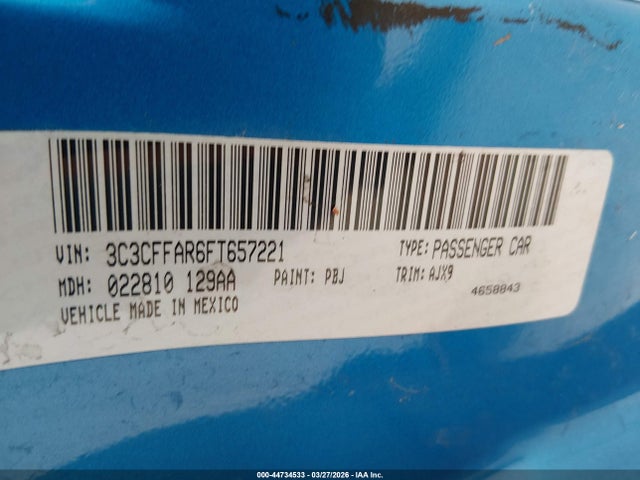 VIN: 3C3CFFAR6FT657221 TYPE: PASSENGER CAR
MDH: 022810 129AA PAINT: PBJ TRIM: AJX9
VEHICLE MADE IN MEXICO 4658843
000-44734533 - 03/27/2026 - IAA Inc.